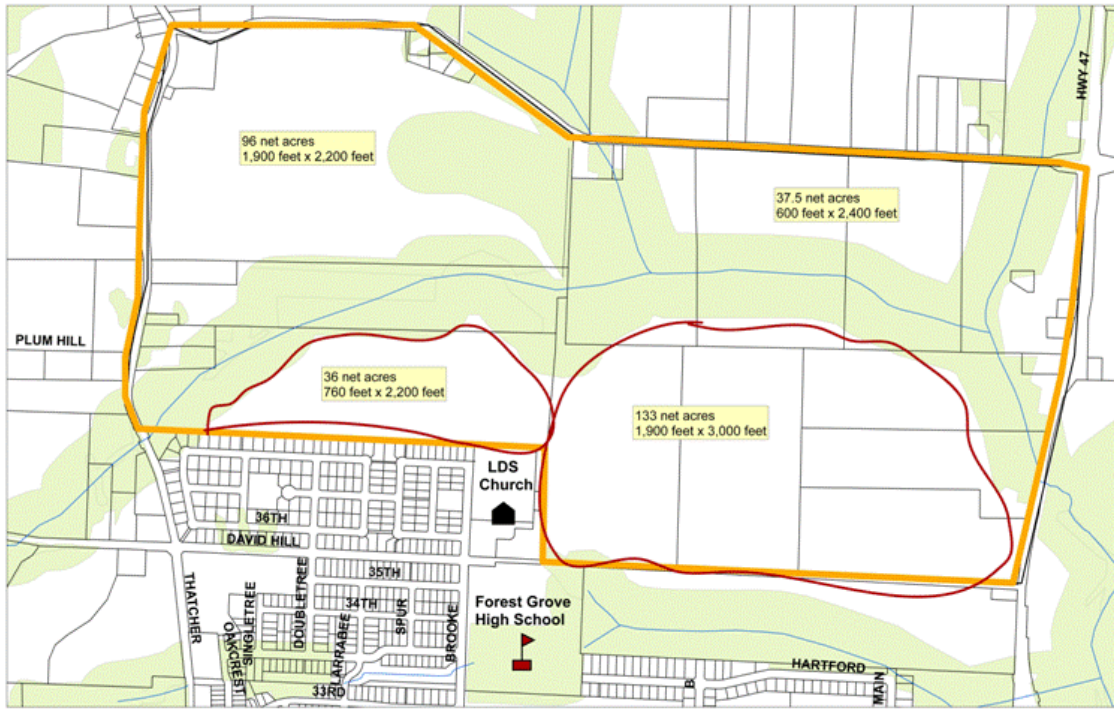 HWY 47
96 net acres
1,900 feet x 2,200 feet
37.5 net acres
600 feet x 2,400 feet
PLUM HILL
36 net acres
760 feet x 2,200 feet
133 net acres
1,900 feet x 3,000 feet
LDS
Church
36TH
DAVID HILL
35TH
34TH
33RD
THATCHER
OAKCREST
SINGLETREE
DOUBLETREE
LARRABEE
SPUR
BROOKE
Forest Grove
High School
HARTFORD
B
MAIN